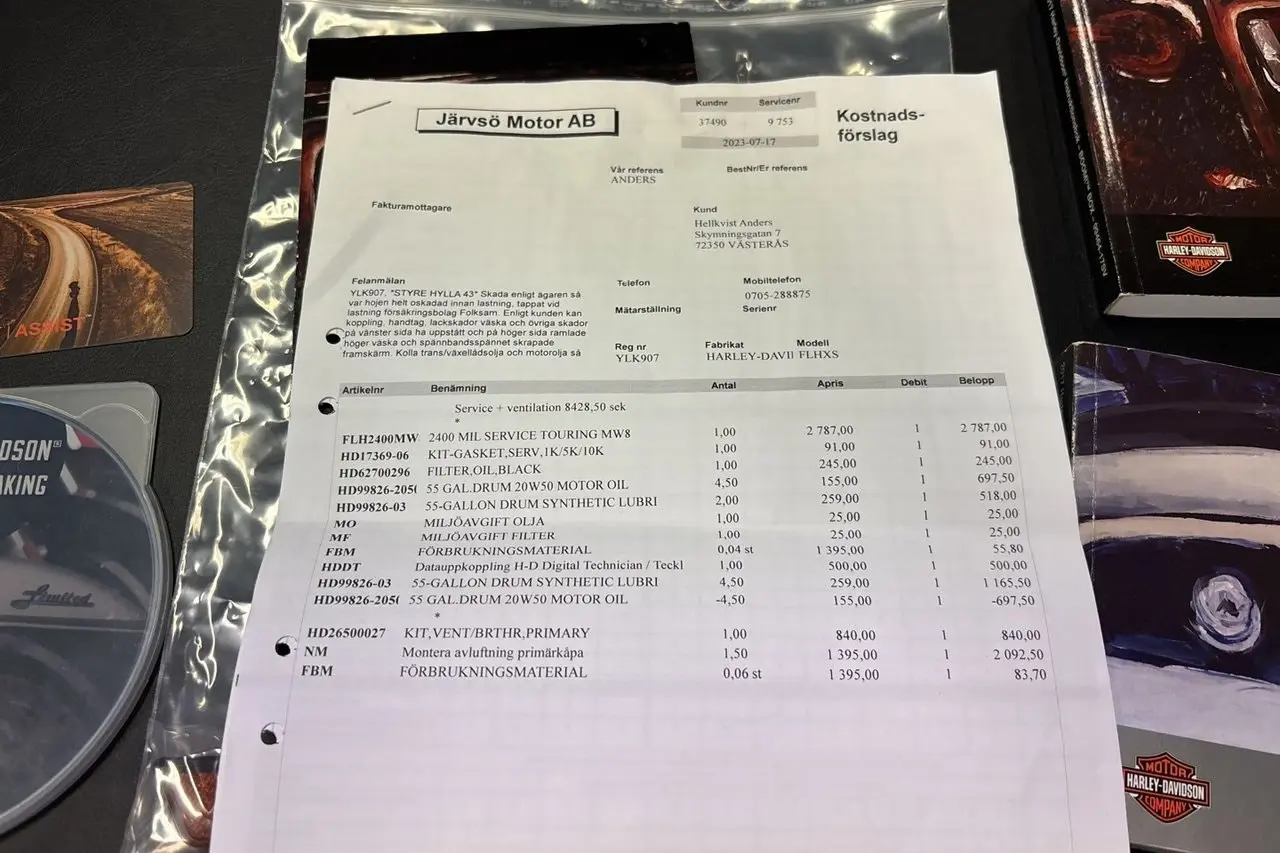 Järvsö Motor AB
Kundnr Servicenr
37490 9 753
2023-07-17
Kostnads-
förslag
Vår referens
ANDERS
BestNr/Er referens
Fakturamottagare
Kund
Hellkvist Anders
Skymningsgatan 7
72350 VÄSTERÅS
Felanmälan
YLK907, *STYRE HYLLA 43* Skada enligt ägaren så
var hojen helt oskadad innan lastning, tappat vid
lastning försäkringsbolag Folksam. Enligt kunden kan
koppling, handtag, lackskador väska och övriga skador
på vänster sida ha uppstått och på höger sida ramlade
höger väska och spännbandsspännet skrapade
framskärm. Kolla trans/växellådsolja och motorolja så
Telefon
Mobiltelefon
0705-288875
Mätarställning
Serienr
Reg nr
YLK907
Fabrikat Modell
HARLEY-DAVII FLHXS
Artikelnr Benämning Antal Apris Debit Belopp
Service + ventilation 8428,50 sek
*
FLH2400MW 2400 MIL SERVICE TOURING MW8 1,00 2 787,00 1 2 787,00
HD17369-06 KIT-GASKET,SERV,1K/5K/10K 1,00 91,00 1 91,00
HD62700296 FILTER,OIL,BLACK 1,00 245,00 1 245,00
HD99826-205( 55 GAL.DRUM 20W50 MOTOR OIL 4,50 155,00 1 697,50
HD99826-03 55-GALLON DRUM SYNTHETIC LUBRI 2,00 259,00 1 518,00
MO MILJÖAVGIFT OLJA 1,00 25,00 1 25,00
MF MILJÖAVGIFT FILTER 1,00 25,00 1 25,00
FBM FÖRBRUKNINGSMATERIAL 0,04 st 1 395,00 1 55,80
HDDT Datauppkoppling H-D Digital Technician / Teckl 1,00 500,00 1 500,00
HD99826-03 55-GALLON DRUM SYNTHETIC LUBRI 4,50 259,00 1 1 165,50
HD99826-205( 55 GAL.DRUM 20W50 MOTOR OIL -4,50 155,00 1 -697,50
*
HD26500027 KIT,VENT/BRTHR,PRIMARY 1,00 840,00 1 840,00
NM Montera avluftning primärkåpa 1,50 1 395,00 1 2 092,50
FBM FÖRBRUKNINGSMATERIAL 0,06 st 1 395,00 1 83,70
ASSIST
DSON
AKING
Limited
MOTOR
HARLEY-DAVIDSON
COMPANY
MOTOR
HARLEY-DAVIDSON
COMPANY